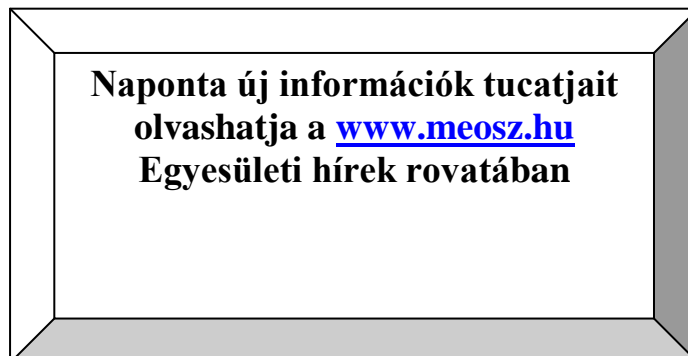 Naponta új információk tucatjait
olvashatja a www.meosz.hu
Egyesületi hírek rovatában